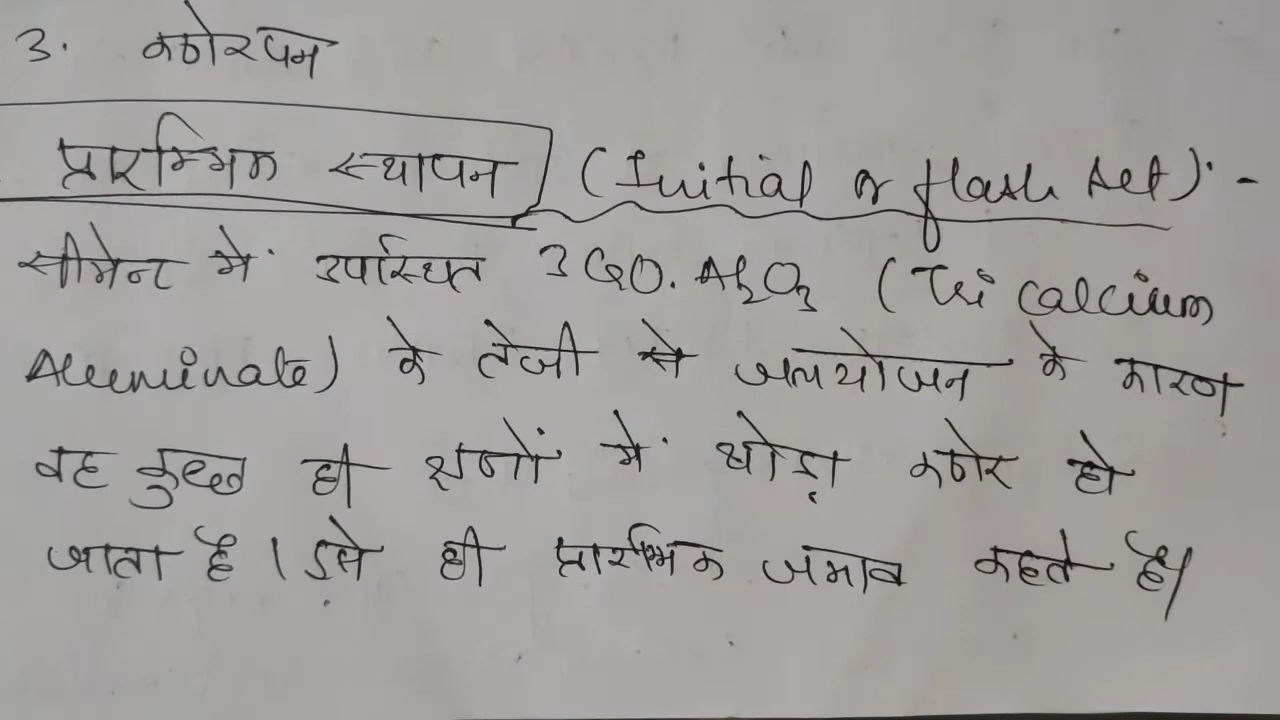 3. कठोरपन
प्रारम्भिक स्थापन (Initial or flash set):-
सीमेन्ट में उपस्थित 3CaO.Al2O3 (Tri calcium
Aluminate) के तेजी से जलयोजन के कारण
वह कुछ ही क्षणों में थोड़ा कठोर हो
जाता है। इसे ही प्रारम्भिक जमाव कहते है।